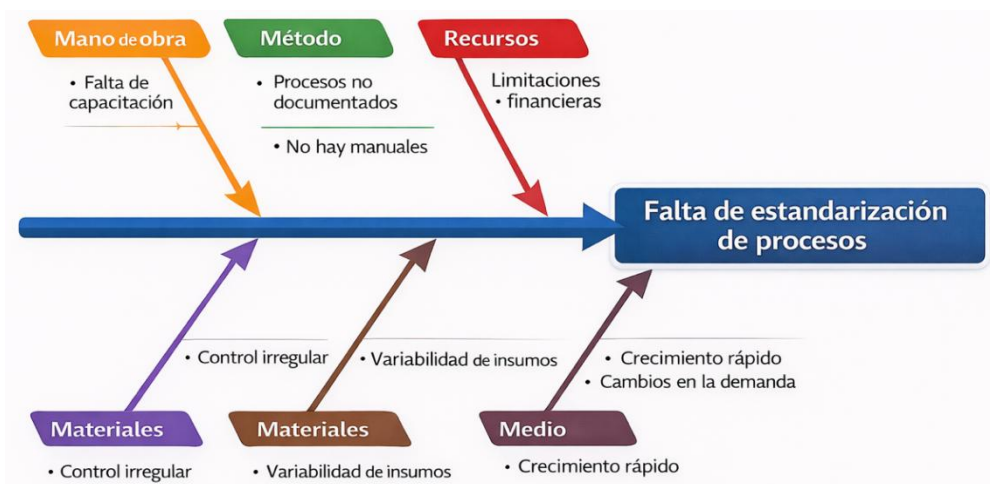 Mano de obra
Método
Recursos
• Falta de
capacitación
• Procesos no
documentados
• No hay manuales
Limitaciones
• financieras
Falta de estandarización
de procesos
• Control irregular
• Variabilidad de insumos
• Crecimiento rápido
• Cambios en la demanda
Materiales
Materiales
Medio
• Control irregular
• Variabilidad de insumos
• Crecimiento rápido